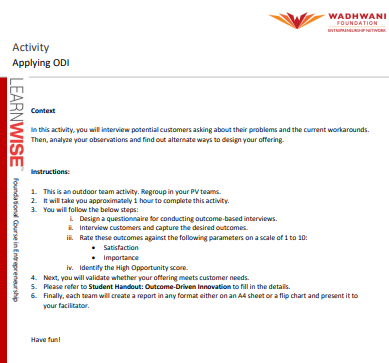 WADHWANI
FOUNDATION
ENTREPRENEURSHIP NETWORK
Activity
Applying ODI
LEARNWISE
Foundational Course in Entrepreneurship
Context
In this activity, you will interview potential customers asking about their problems and the current workarounds.
Then, analyze your observations and find out alternate ways to design your offering.
Instructions:
1. This is an outdoor team activity. Regroup in your PV teams.
2. It will take you approximately 1 hour to complete this activity.
3. You will follow the below steps:
i. Design a questionnaire for conducting outcome-based interviews.
ii. Interview customers and capture the desired outcomes.
iii. Rate these outcomes against the following parameters on a scale of 1 to 10:
• Satisfaction
• Importance
iv. Identify the High Opportunity score.
4. Next, you will validate whether your offering meets customer needs.
5. Please refer to Student Handout: Outcome-Driven Innovation to fill in the details.
6. Finally, each team will create a report in any format either on an A4 sheet or a flip chart and present it to
your facilitator.
Have fun!